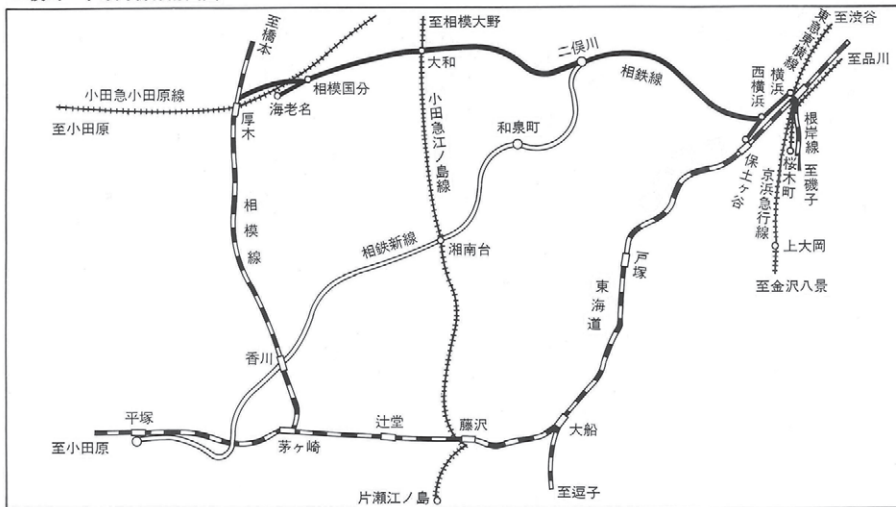 至橋本
至相模大野
至渋谷
東急東横線
至品川
二俣川
大和
相鉄線
横浜
西横浜
相模国分
小田急小田原線
海老名
至小田原
厚木
小田急江ノ島線
和泉町
根岸線
桜木町
至磯子
保土ヶ谷
京浜急行線
相模線
相鉄新線
湘南台
上大岡
戸塚
東海道
至金沢八景
香川
平塚
辻堂
藤沢
大船
至小田原
茅ヶ崎
片瀬江ノ島
至逗子